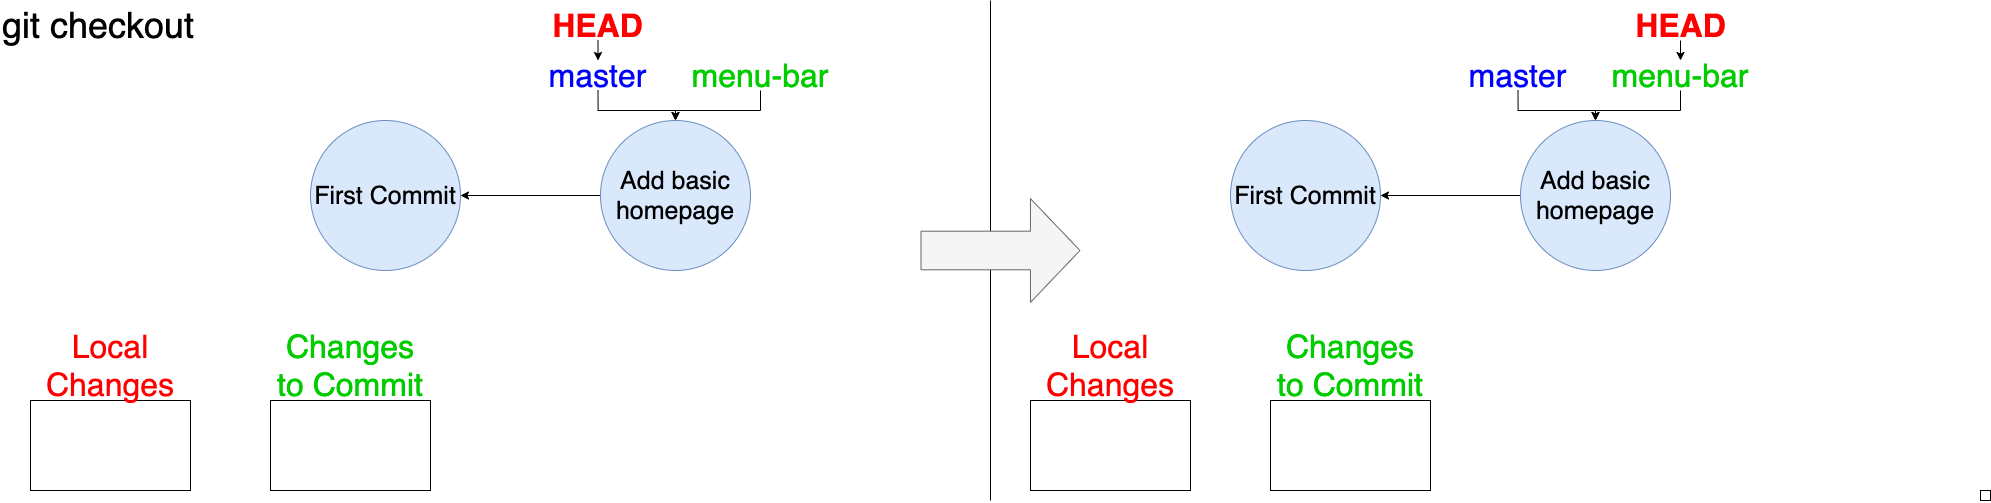 git checkout
HEAD
master menu-bar
First Commit
Add basic
homepage
Local
Changes
Changes
to Commit
HEAD
master menu-bar
First Commit
Add basic
homepage
Local
Changes
Changes
to Commit